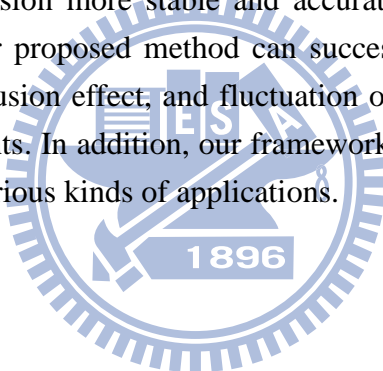 sion more stable and accurat
proposed method can succes
usion effect, and fluctuation o
ts. In addition, our framework
rious kinds of applications.
E S A
1896